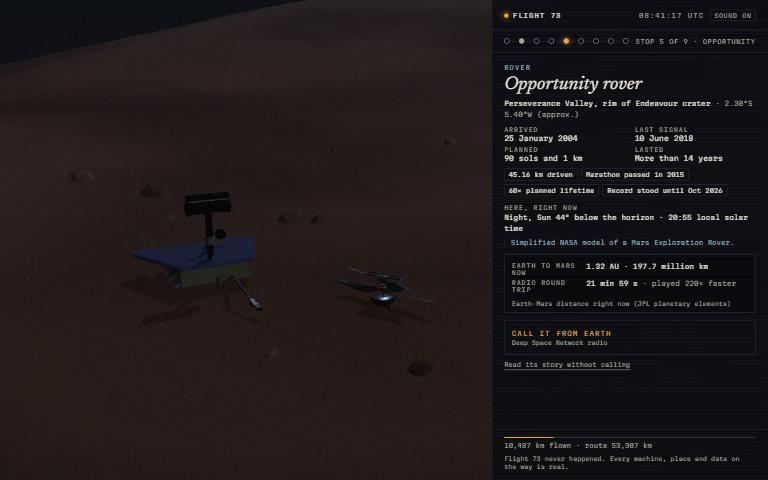 FLIGHT 73
08:41:17 UTC
SOUND ON
STOP 5 OF 9 · OPPORTUNITY
ROVER
Opportunity rover
Perseverance Valley, rim of Endeavour crater · 2.30°S
5.40°W (approx.)
ARRIVED
25 January 2004
LAST SIGNAL
10 June 2018
PLANNED
90 sols and 1 km
LASTED
More than 14 years
45.16 km driven
Marathon passed in 2015
60× planned lifetime
Record stood until Oct 2026
HERE, RIGHT NOW
Night, Sun 44° below the horizon · 20:55 local solar
time
Simplified NASA model of a Mars Exploration Rover.
EARTH TO MARS
NOW
1.32 AU · 197.7 million km
RADIO ROUND
TRIP
21 min 59 s · played 220× faster
Earth-Mars distance right now (JPL planetary elements)
CALL IT FROM EARTH
Deep Space Network radio
Read its story without calling
10,487 km flown · route 53,307 km
Flight 73 never happened. Every machine, place and date on
the way is real.